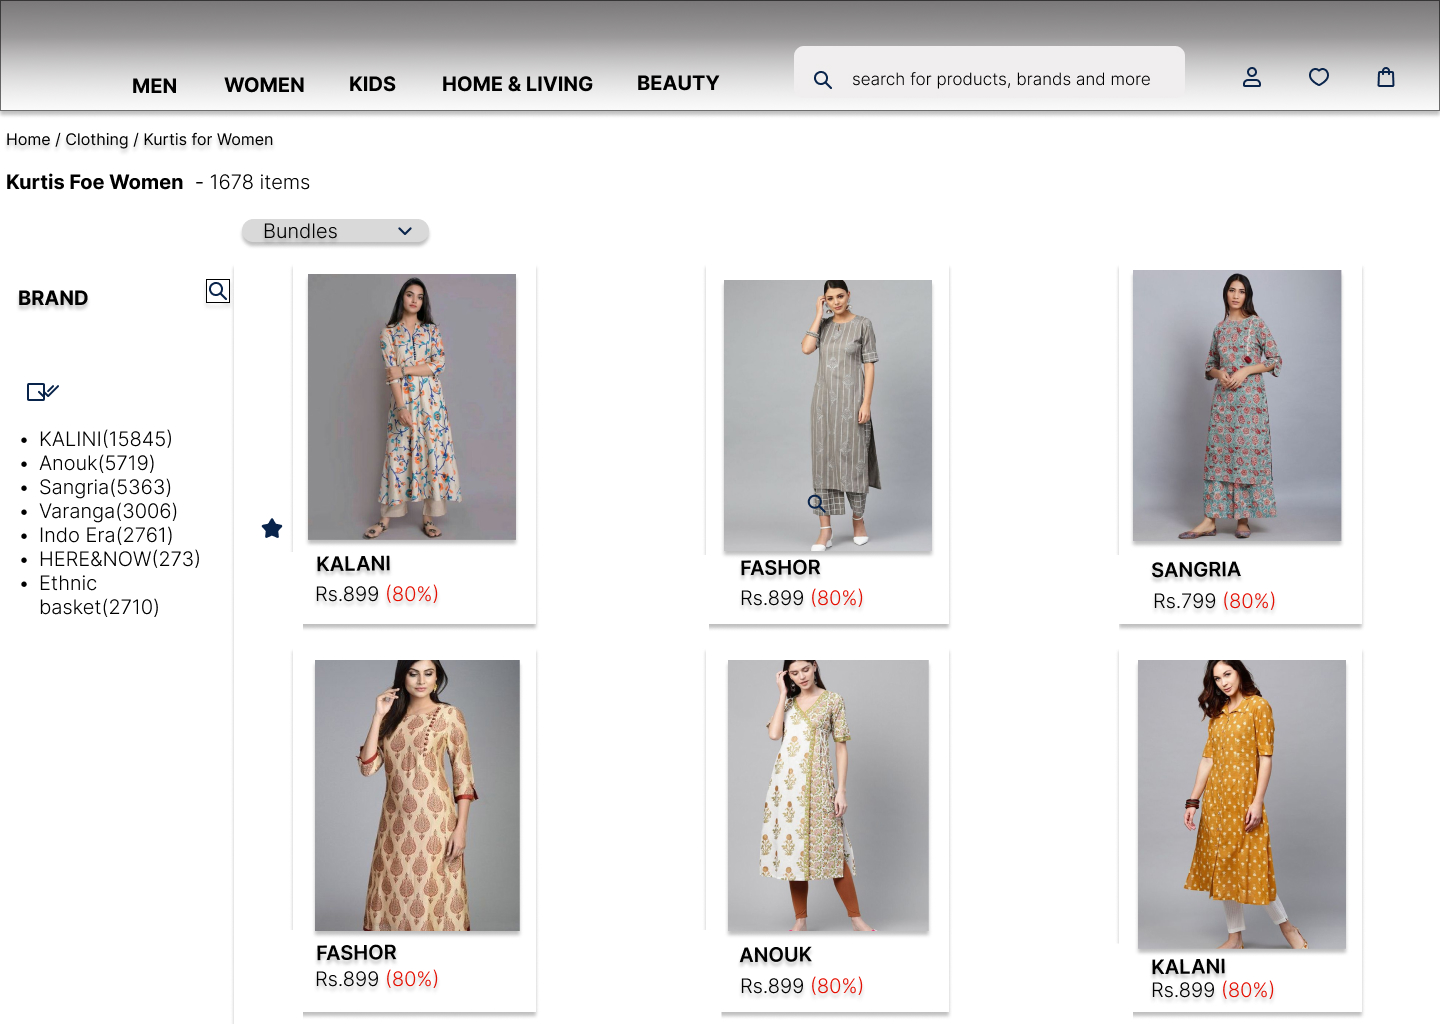 MEN WOMEN KIDS HOME & LIVING BEAUTY search for products, brands and more
Home / Clothing / Kurtis for Women
Kurtis Foe Women - 1678 items
Bundles
BRAND
• KALINI(15845)
• Anouk(5719)
• Sangria(5363)
• Varanga(3006)
• Indo Era(2761)
• HERE&NOW(273)
• Ethnic
basket(2710)
KALANI
Rs.899 (80%)
FASHOR
Rs.899 (80%)
SANGRIA
Rs.799 (80%)
FASHOR
Rs.899 (80%)
ANOUK
Rs.899 (80%)
KALANI
Rs.899 (80%)